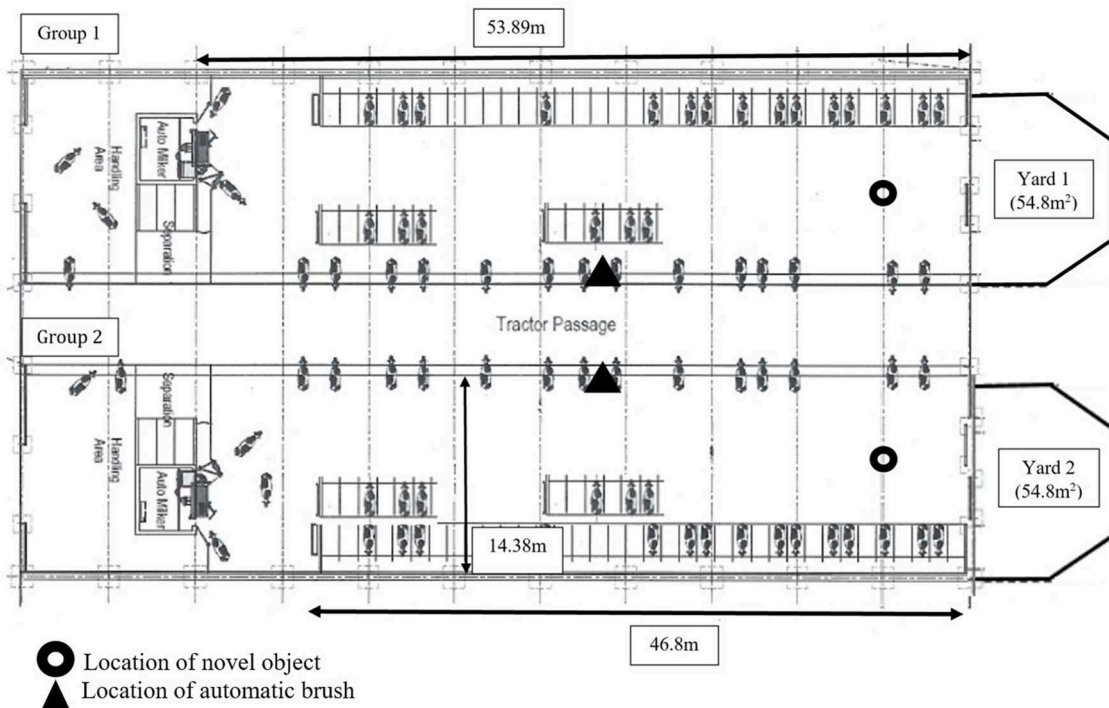 Group 1
53.89m
Auto Milker
Handling
Area
Separation
Yard 1
(54.8m²)
Tractor Passage
Group 2
Separation
Handling
Area
Auto Milker
14.38m
Yard 2
(54.8m²)
46.8m
Location of novel object
Location of automatic brush